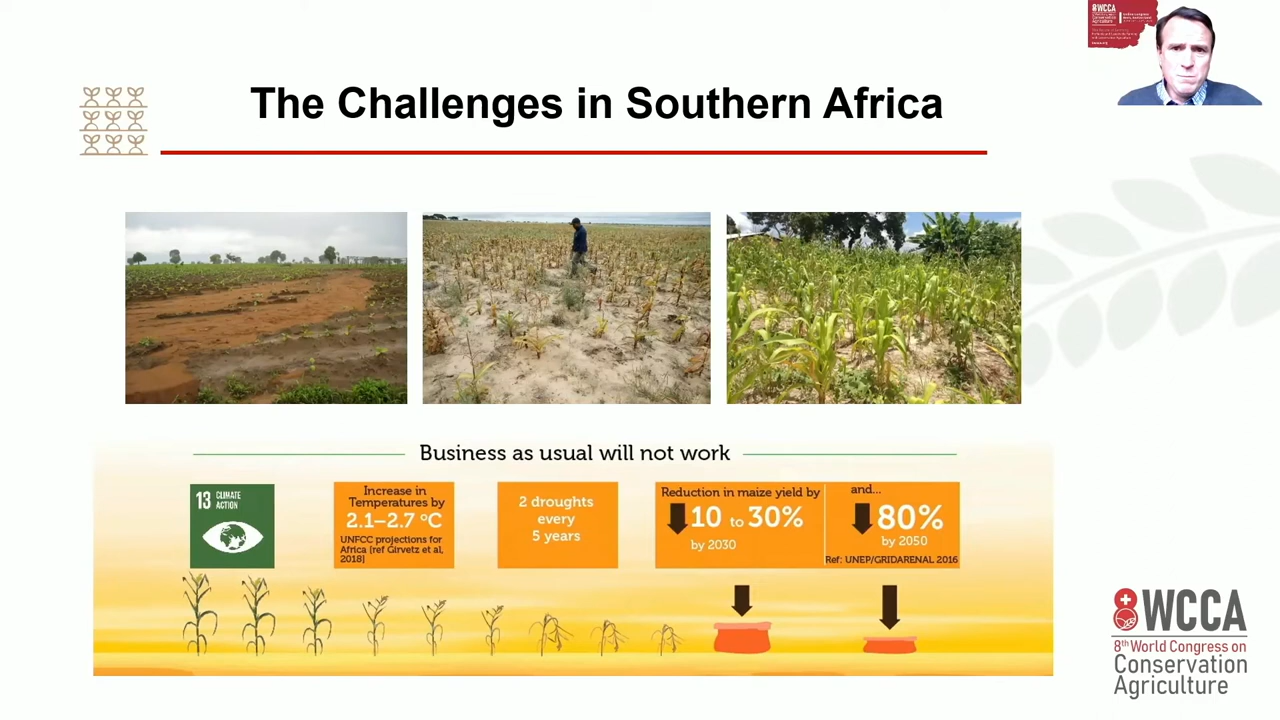 8WCCA
The Challenges in Southern Africa
Business as usual will not work
13 CLIMATE
ACTION
Increase in
Temperatures by
2.1–2.7 °C
UNFCC projections for
Africa [ref Girvetz et al,
2018]
2 droughts
every
5 years
Reduction in maize yield by
10 to 30%
by 2030
and...
80%
by 2050
Ref: UNEP/GRIDARENAL 2016
8WCCA
8th World Congress on
Conservation
Agriculture